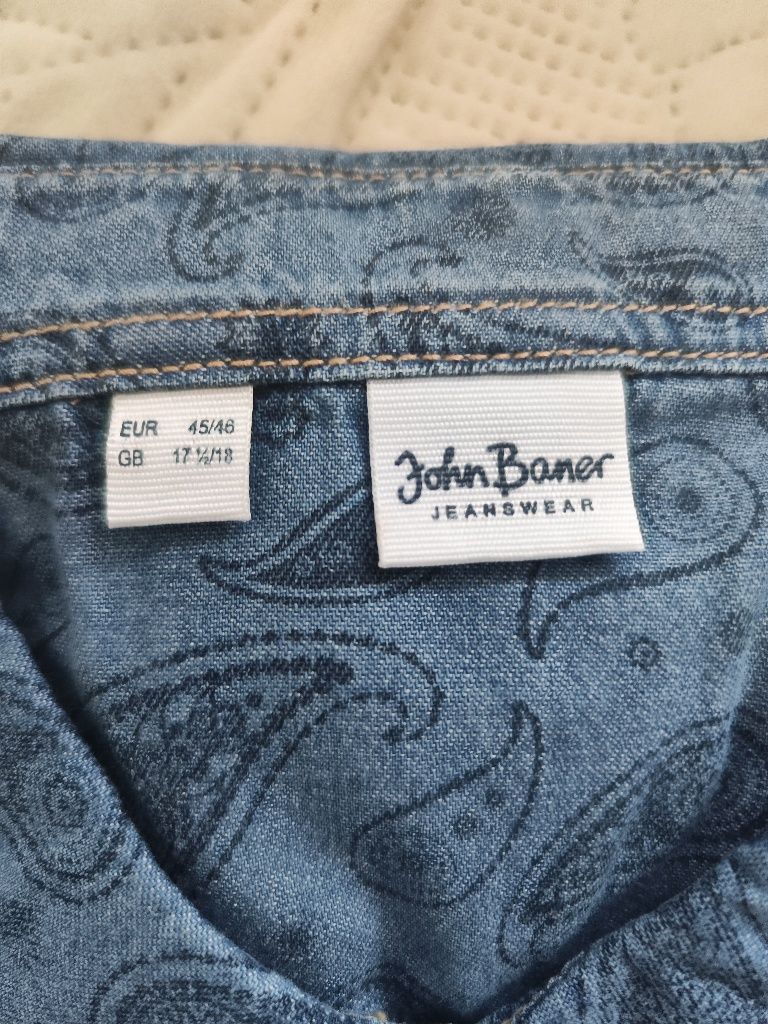 EUR 45/46
GB 17 ½/18
John Baner
JEANSWEAR